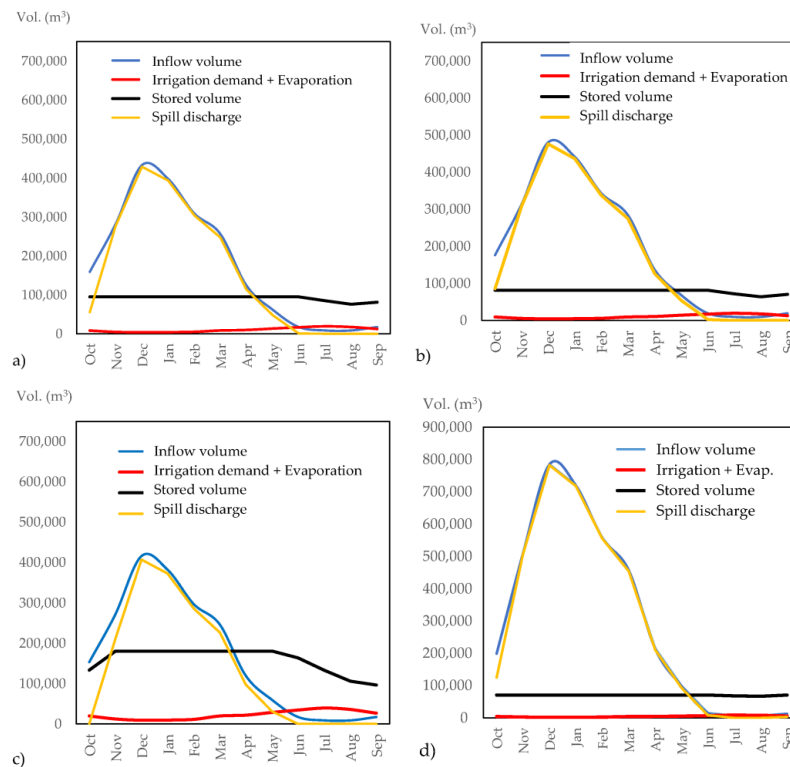 Vol. (m³)
700,000
600,000
500,000
400,000
300,000
200,000
100,000
0
Inflow volume
Irrigation demand + Evaporation
Stored volume
Spill discharge
Oct
Nov
Dec
Jan
Feb
Mar
Apr
May
Jun
Jul
Aug
Sep
a)
Vol. (m³)
700,000
600,000
500,000
400,000
300,000
200,000
100,000
0
Inflow volume
Irrigation demand + Evaporation
Stored volume
Spill discharge
Oct
Nov
Dec
Jan
Feb
Mar
Apr
May
Jun
Jul
Aug
Sep
b)
Vol. (m³)
700,000
600,000
500,000
400,000
300,000
200,000
100,000
0
Inflow volume
Irrigation demand + Evaporation
Stored volume
Spill discharge
Oct
Nov
Dec
Jan
Feb
Mar
Apr
May
Jun
Jul
Aug
Sep
c)
Vol. (m³)
900,000
800,000
700,000
600,000
500,000
400,000
300,000
200,000
100,000
0
Inflow volume
Irrigation + Evap.
Stored volume
Spill discharge
Oct
Nov
Dec
Jan
Feb
Mar
Apr
May
Jun
Jul
Aug
Sep
d)